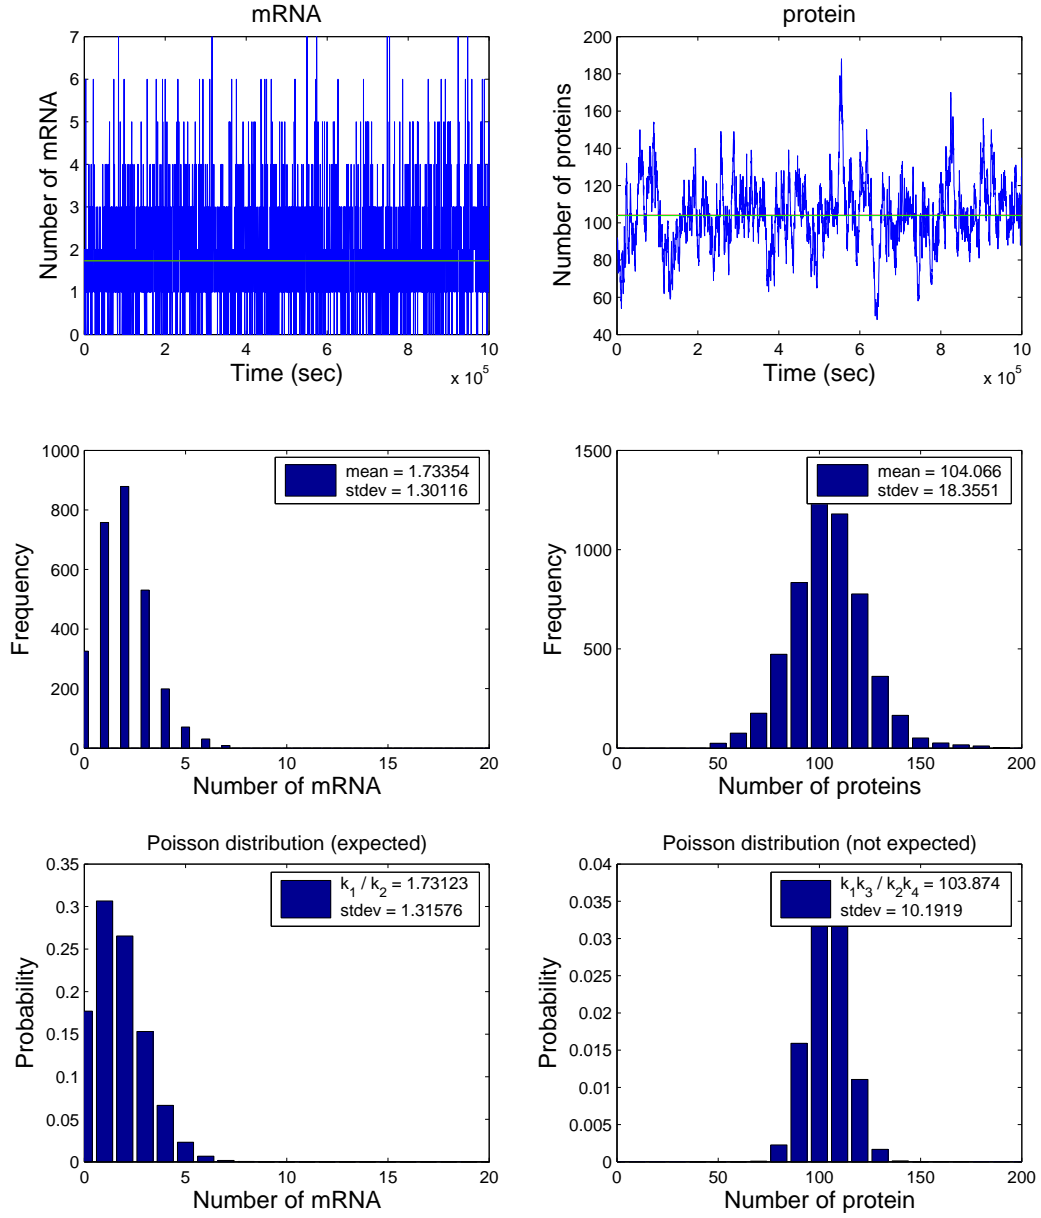 mRNA
Number of mRNA
7
6
5
4
3
2
1
0
0 2 4 6 8 10
x 10^5
Time (sec)
protein
Number of proteins
200
180
160
140
120
100
80
60
40
0 2 4 6 8 10
x 10^5
Time (sec)
mean = 1.73354
stdev = 1.30116
Frequency
1000
800
600
400
200
0
0 5 10 15 20
Number of mRNA
mean = 104.066
stdev = 18.3551
Frequency
1500
1000
500
0
0 50 100 150 200
Number of proteins
Poisson distribution (expected)
k_1 / k_2 = 1.73123
stdev = 1.31576
Probability
0.35
0.3
0.25
0.2
0.15
0.1
0.05
0
0 5 10 15 20
Number of mRNA
Poisson distribution (not expected)
k_1k_3 / k_2k_4 = 103.874
stdev = 10.1919
Probability
0.04
0.035
0.03
0.025
0.02
0.015
0.01
0.005
0
0 50 100 150 200
Number of protein